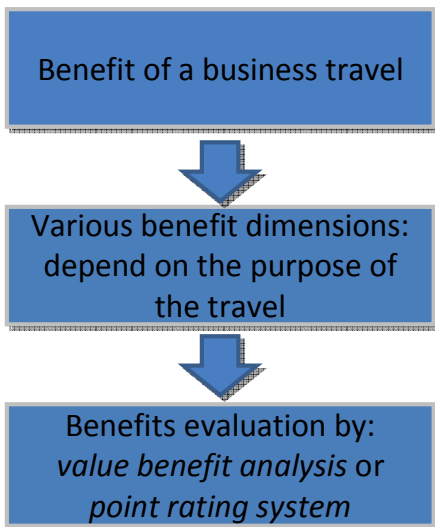 Benefit of a business travel
Various benefit dimensions:
depend on the purpose of
the travel
Benefits evaluation by:
value benefit analysis or
point rating system